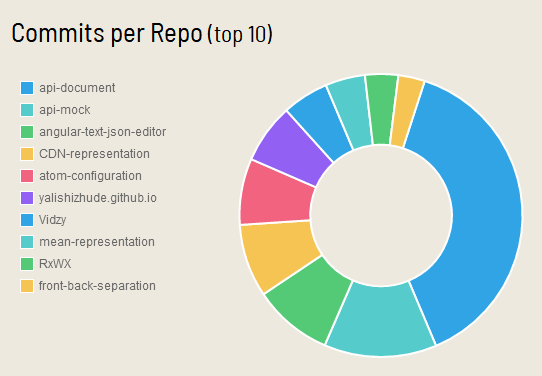 Commits per Repo (top 10)
api-document
api-mock
angular-text-json-editor
CDN-representation
atom-configuration
yalishizhude.github.io
Vidzy
mean-representation
RxWX
front-back-separation